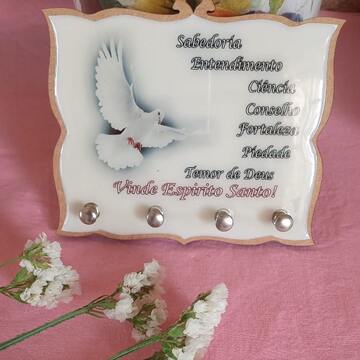 Sabedoria
Entendimento
Ciência
Conselho
Fortaleza
Piedade
Temor de Deus
Vinde Espírito Santo!